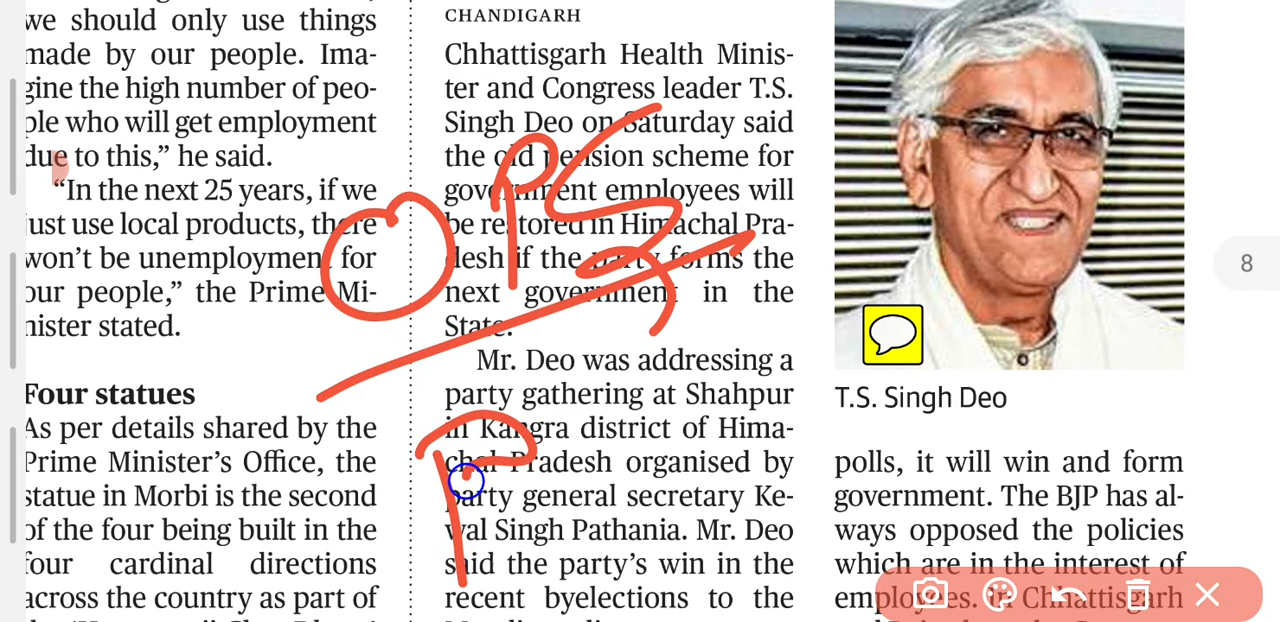 we should only use things
made by our people. Ima-
gine the high number of peo-
ple who will get employment
due to this,” he said.
“In the next 25 years, if we
just use local products, there
won’t be unemployment for
our people,” the Prime Mi-
nister stated.
Four statues
As per details shared by the
Prime Minister’s Office, the
statue in Morbi is the second
of the four being built in the
four cardinal directions
across the country as part of
CHANDIGARH
Chhattisgarh Health Minis-
ter and Congress leader T.S.
Singh Deo on Saturday said
the old pension scheme for
government employees will
be restored in Himachal Pra-
desh if the party forms the
next government in the
State.
Mr. Deo was addressing a
party gathering at Shahpur
in Kangra district of Hima-
chal Pradesh organised by
party general secretary Ke-
wal Singh Pathania. Mr. Deo
said the party’s win in the
recent byelections to the
OPS
P
T.S. Singh Deo
polls, it will win and form
government. The BJP has al-
ways opposed the policies
which are in the interest of
employees. In Chhattisgarh
8